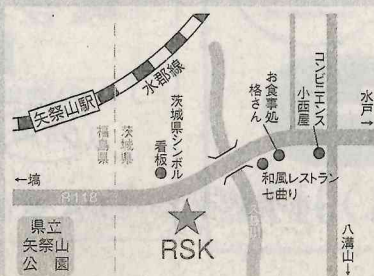 水郡線
矢祭山駅
福島県
茨城県
茨城県シンボル
看板
お食事処
格さん
コンビニエンス
小西屋
水戸→
←塙
R118
和風レストラン
七曲り
県立
矢祭山
公園
RSK
八溝山→